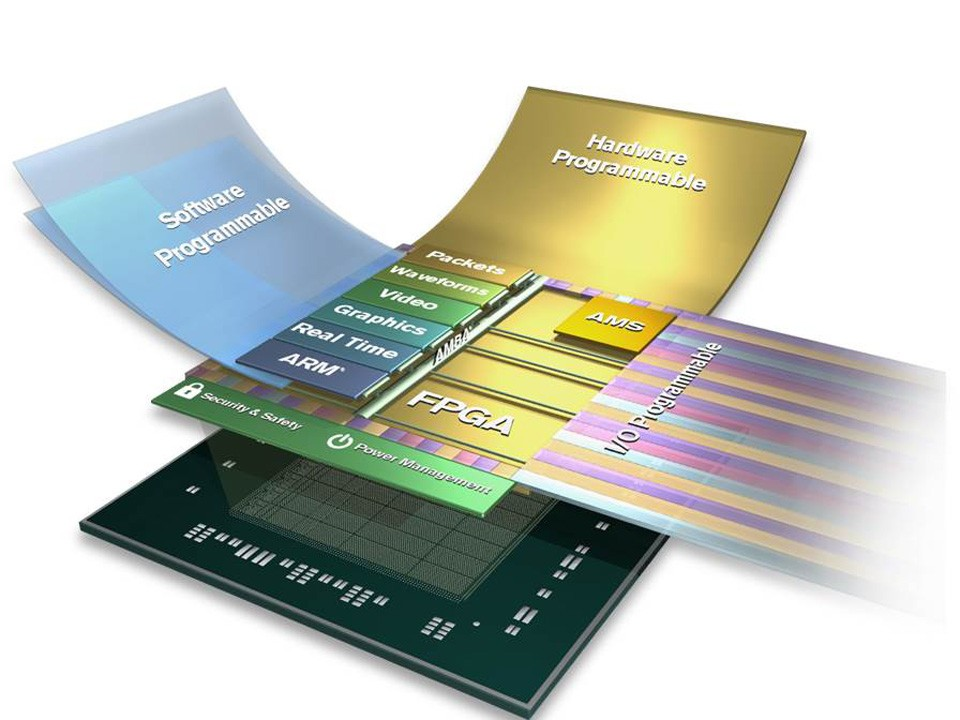 Software
Programmable
Hardware
Programmable
Packets
Waveforms
Video
Graphics
Real Time
ARM®
AMBA®
AMS
FPGA
I/O Programmable
Security & Safety
Power Management